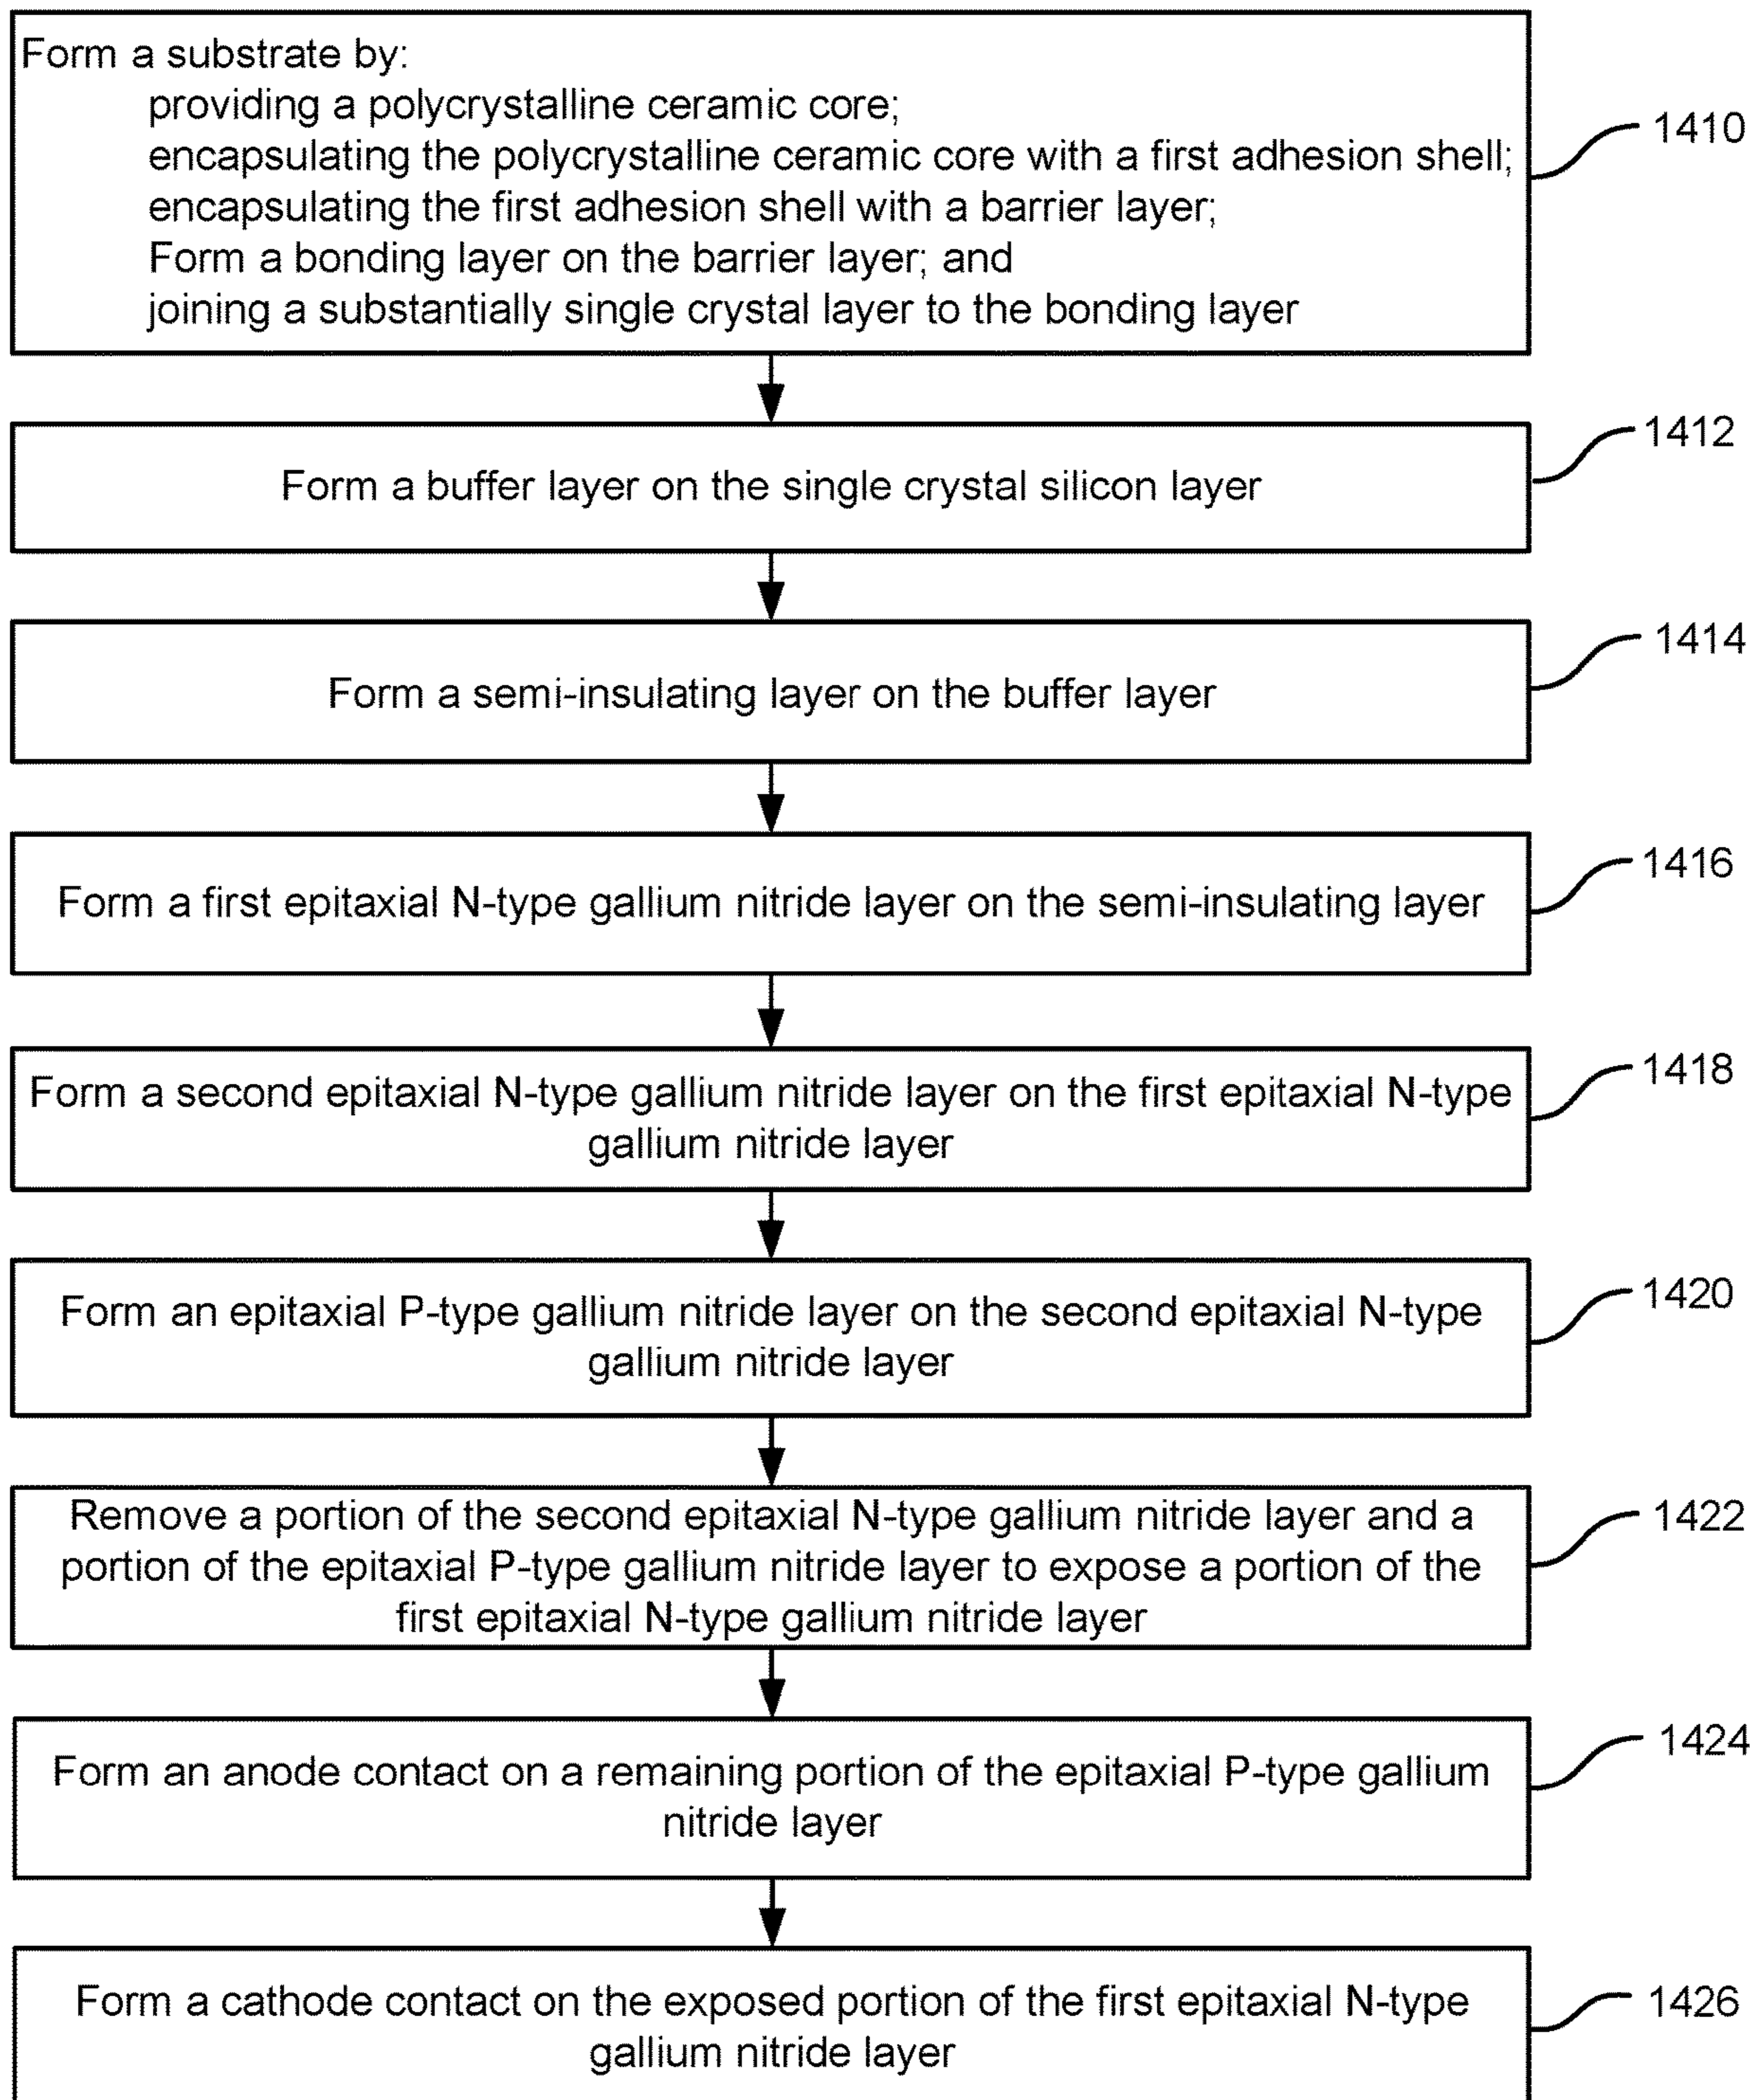 Form a substrate by:
providing a polycrystalline ceramic core;
encapsulating the polycrystalline ceramic core with a first adhesion shell;
encapsulating the first adhesion shell with a barrier layer;
Form a bonding layer on the barrier layer; and
joining a substantially single crystal layer to the bonding layer
1410
Form a buffer layer on the single crystal silicon layer
1412
Form a semi-insulating layer on the buffer layer
1414
Form a first epitaxial N-type gallium nitride layer on the semi-insulating layer
1416
Form a second epitaxial N-type gallium nitride layer on the first epitaxial N-type
gallium nitride layer
1418
Form an epitaxial P-type gallium nitride layer on the second epitaxial N-type
gallium nitride layer
1420
Remove a portion of the second epitaxial N-type gallium nitride layer and a
portion of the epitaxial P-type gallium nitride layer to expose a portion of the
first epitaxial N-type gallium nitride layer
1422
Form an anode contact on a remaining portion of the epitaxial P-type gallium
nitride layer
1424
Form a cathode contact on the exposed portion of the first epitaxial N-type
gallium nitride layer
1426